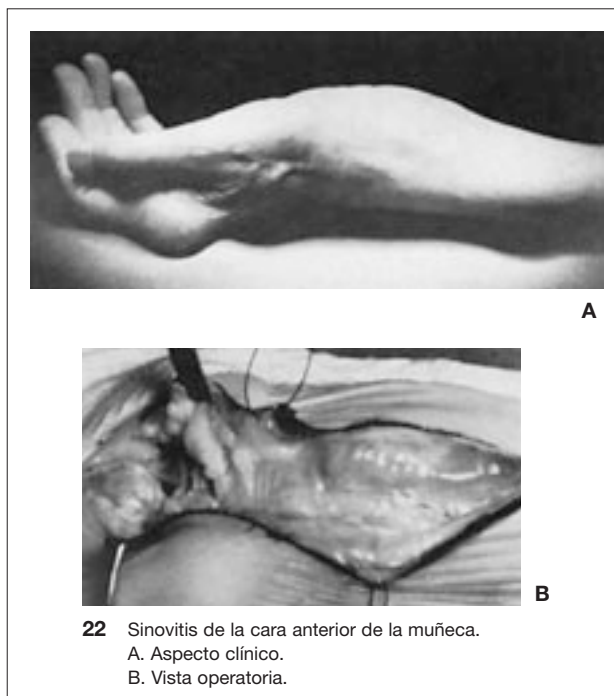 A
B
22 Sinovitis de la cara anterior de la muñeca.
A. Aspecto clínico.
B. Vista operatoria.